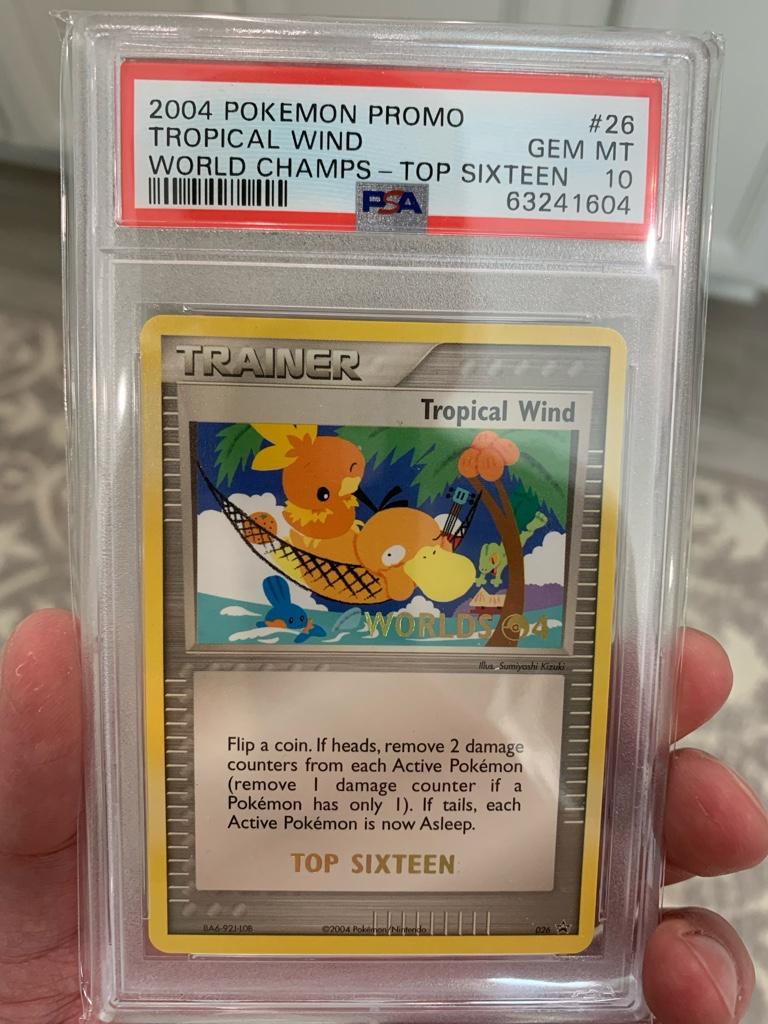 2004 POKEMON PROMO #26
TROPICAL WIND GEM MT
WORLD CHAMPS - TOP SIXTEEN 10
PSA 63241604
TRAINER
Tropical Wind
WORLDS 04
Illus. Sumiyoshi Kizuki
Flip a coin. If heads, remove 2 damage
counters from each Active Pokémon
(remove 1 damage counter if a
Pokémon has only 1). If tails, each
Active Pokémon is now Asleep.
TOP SIXTEEN
BA6-92J-L0B ©2004 Pokémon/Nintendo 026